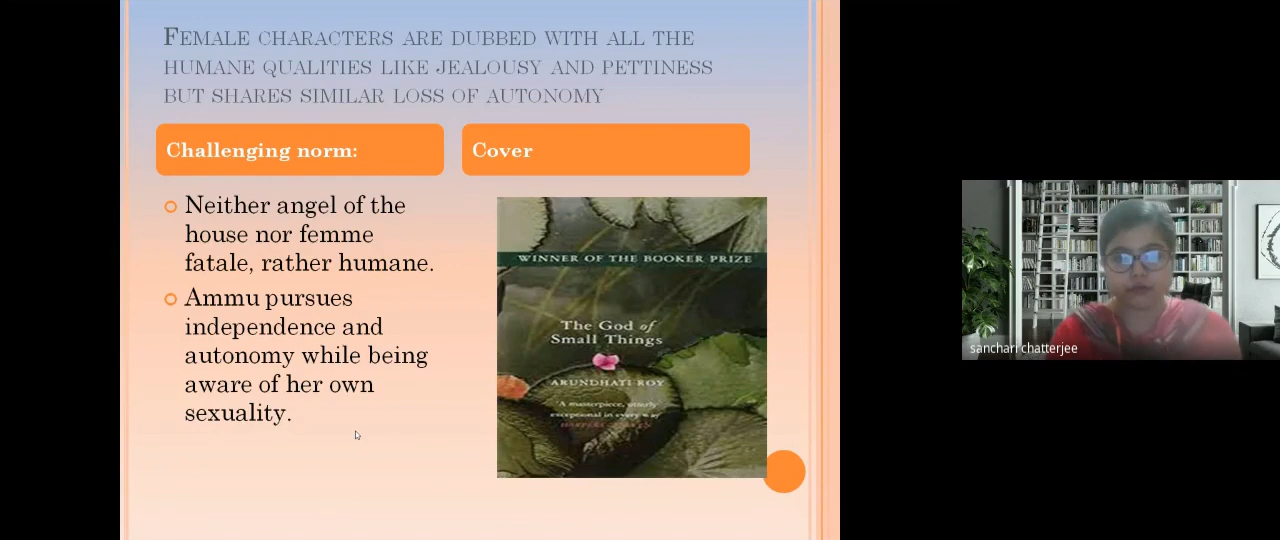 FEMALE CHARACTERS ARE DUBBED WITH ALL THE
HUMANE QUALITIES LIKE JEALOUSY AND PETTINESS
BUT SHARES SIMILAR LOSS OF AUTONOMY
Challenging norm:
Neither angel of the
house nor femme
fatale, rather humane.
Ammu pursues
independence and
autonomy while being
aware of her own
sexuality.
Cover
WINNER OF THE BOOKER PRIZE
The God of
Small Things
ARUNDHATI ROY
'A masterpiece, utterly
exceptional in every way'
sanchari chatterjee